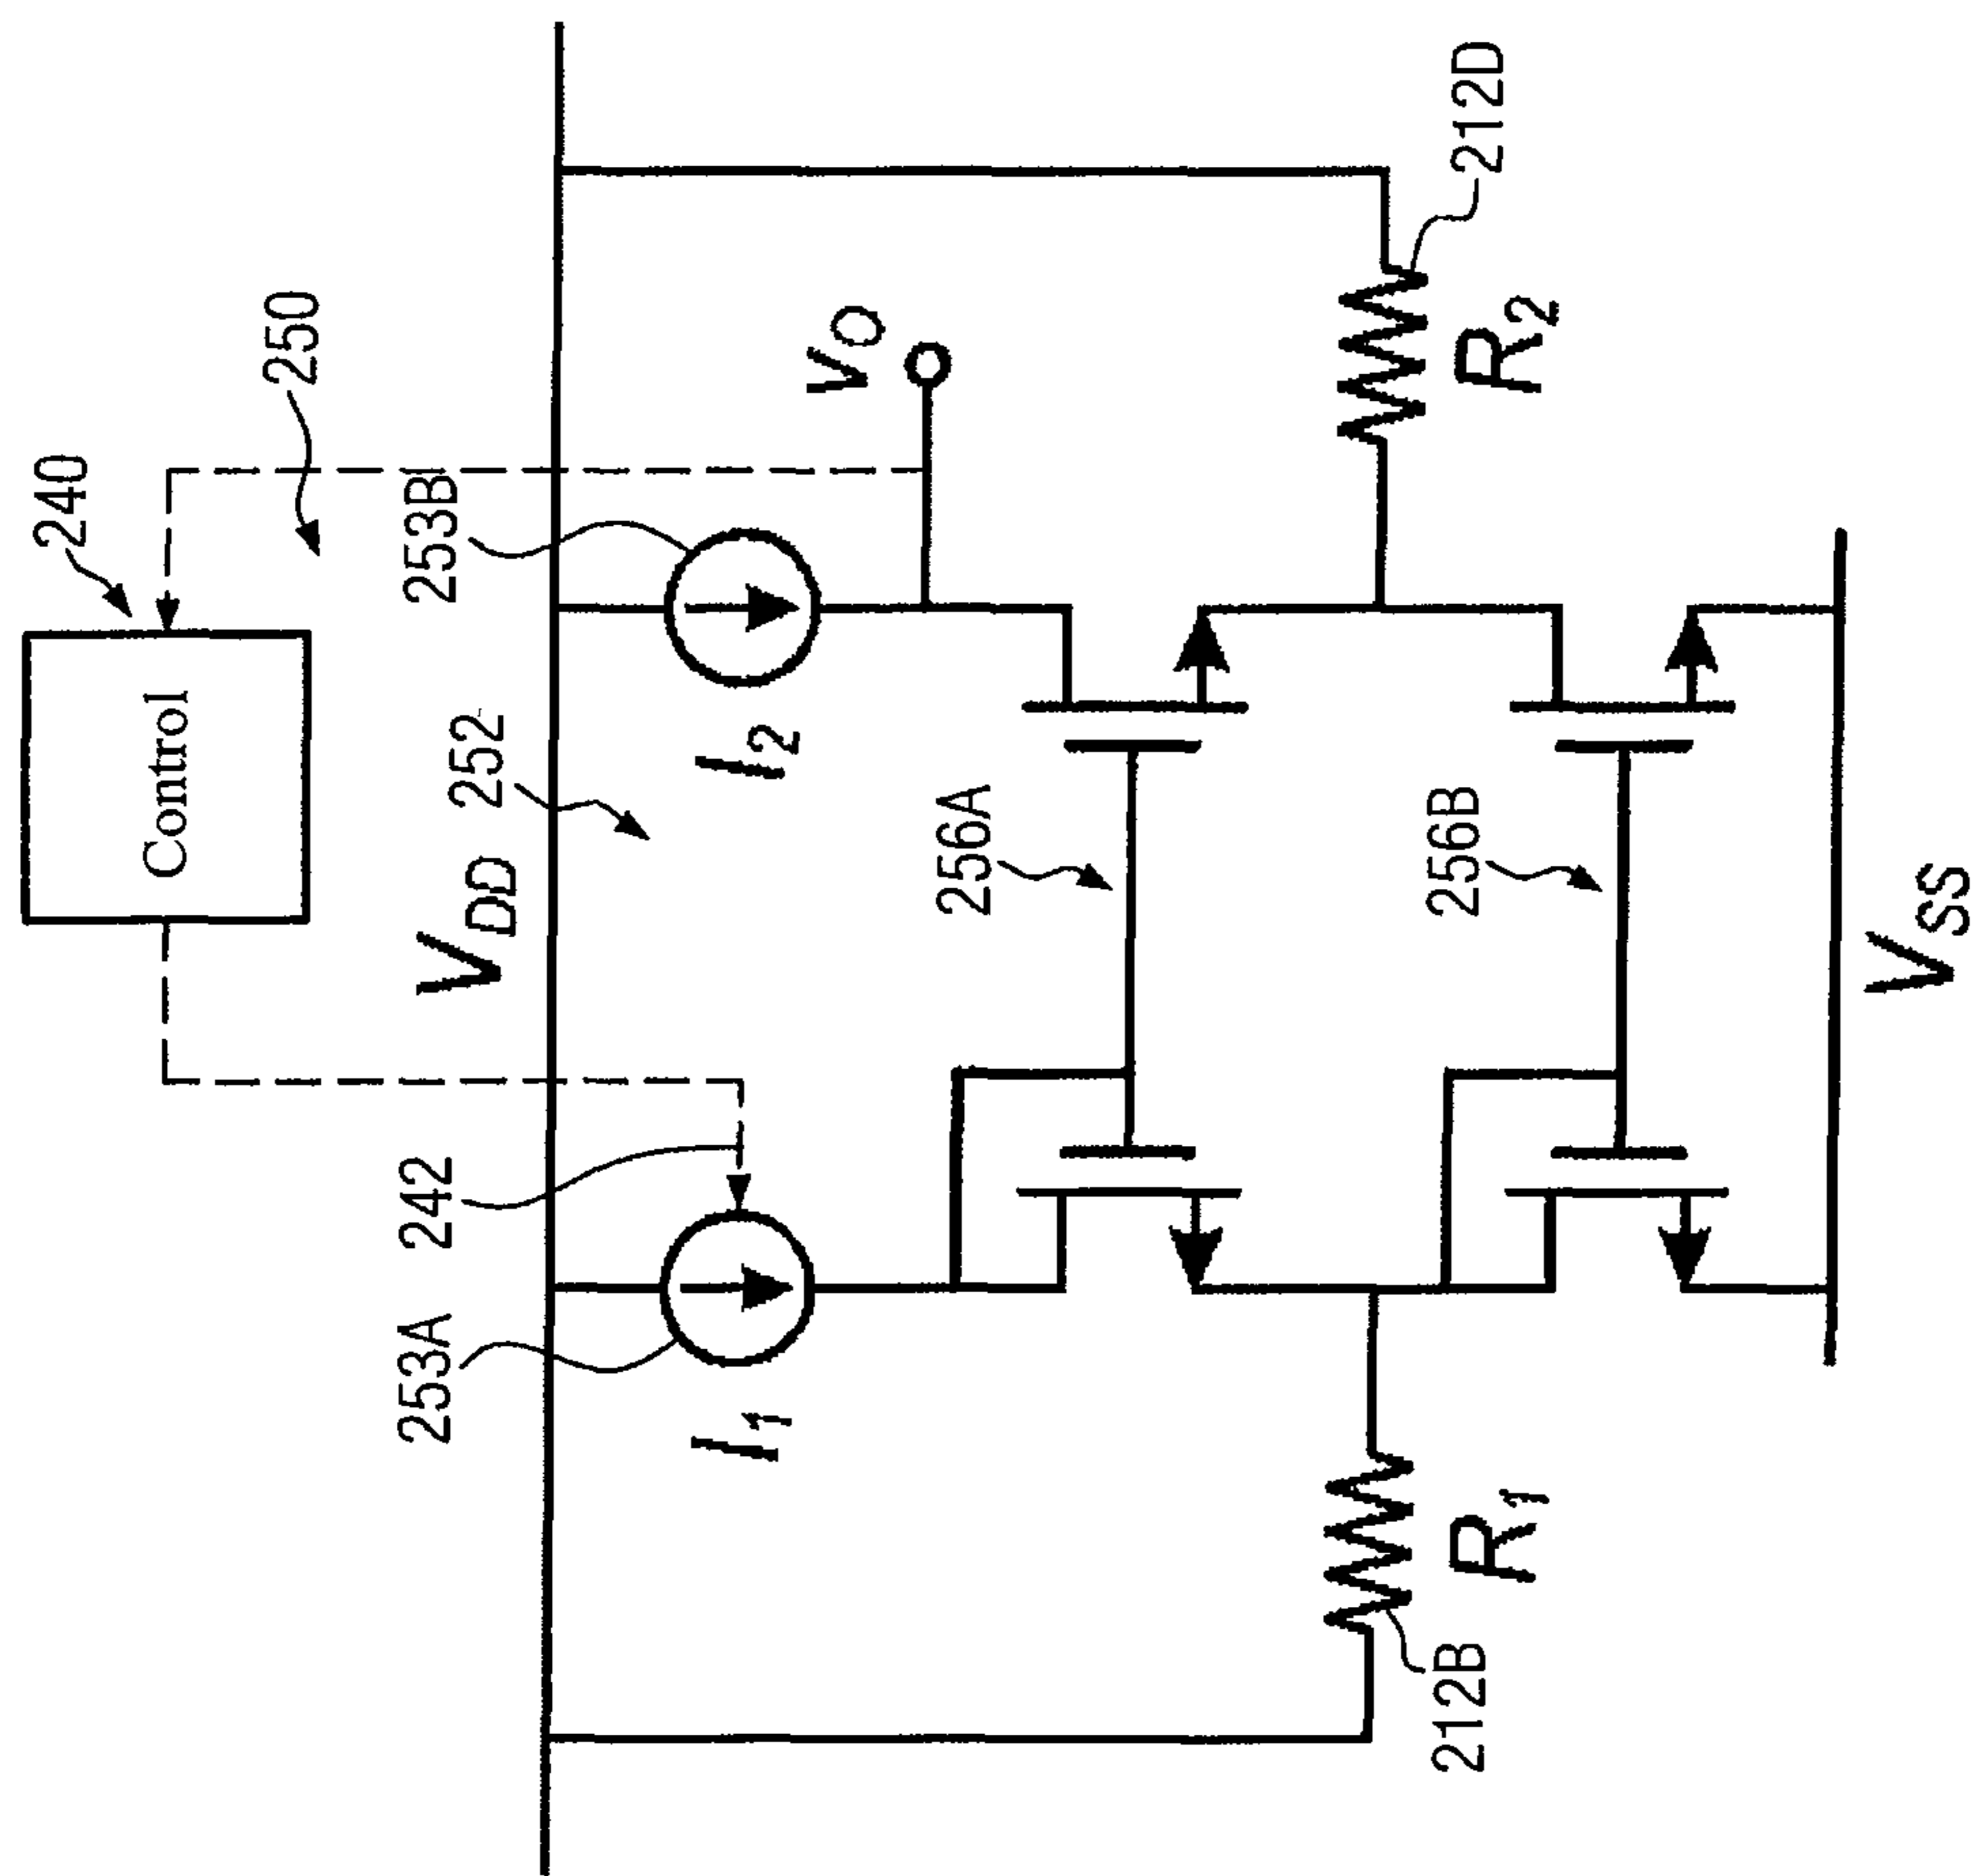 240
Control
250
V_DD
252
253A
242
253B
I_1
I_2
v_O
256A
256B
212B
R_1
212D
R_2
V_SS